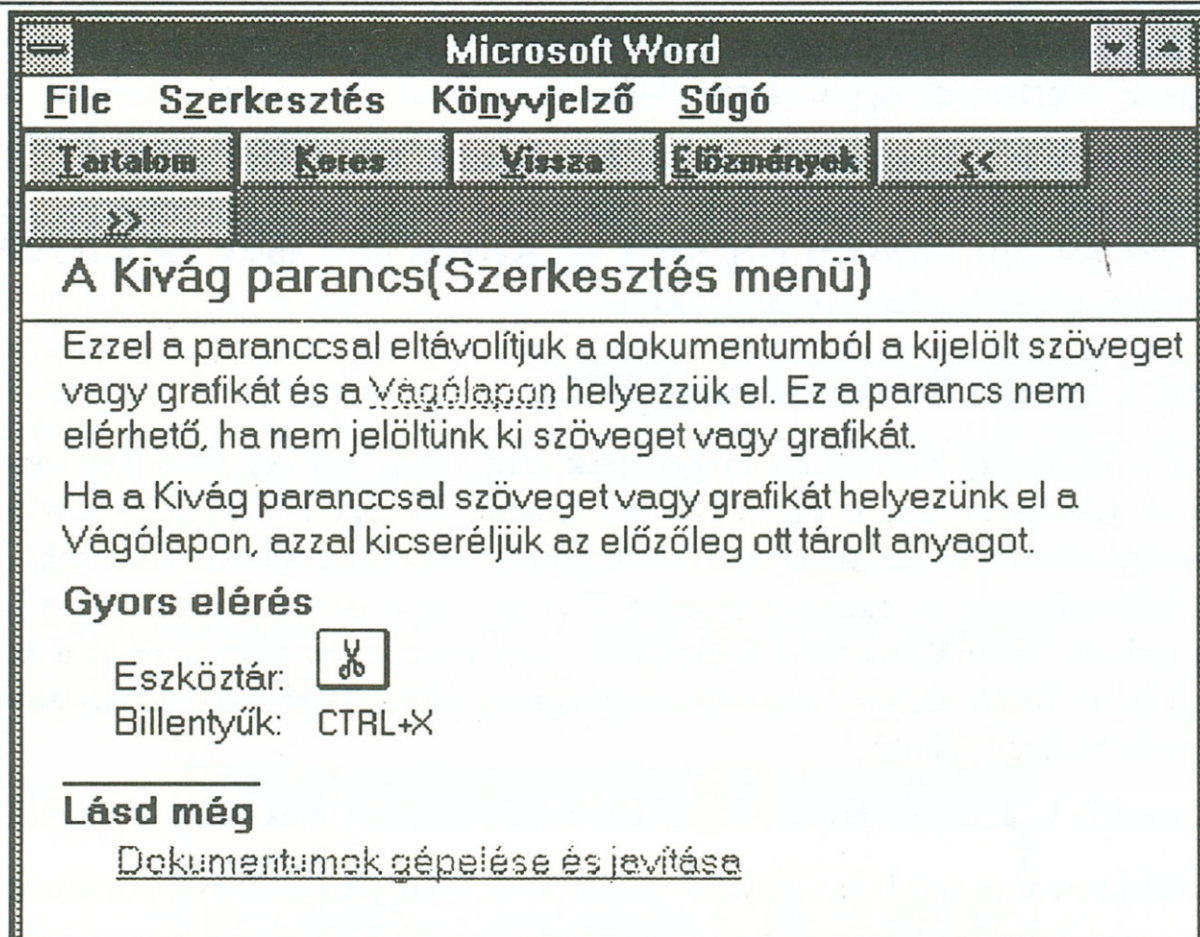 Microsoft Word
File Szerkesztés Könyvjelző Súgó
Tartalom Keres Vissza Előzmények <<
>>
A Kivág parancs(Szerkesztés menü)
Ezzel a paranccsal eltávolítjuk a dokumentumból a kijelölt szöveget
vagy grafikát és a Vágólapon helyezzük el. Ez a parancs nem
elérhető, ha nem jelöltünk ki szöveget vagy grafikát.
Ha a Kivág paranccsal szöveget vagy grafikát helyezünk el a
Vágólapon, azzal kicseréljük az előzőleg ott tárolt anyagot.
Gyors elérés
Eszköztár:
Billentyűk: CTRL+X
Lásd még
Dokumentumok gépelése és javítása